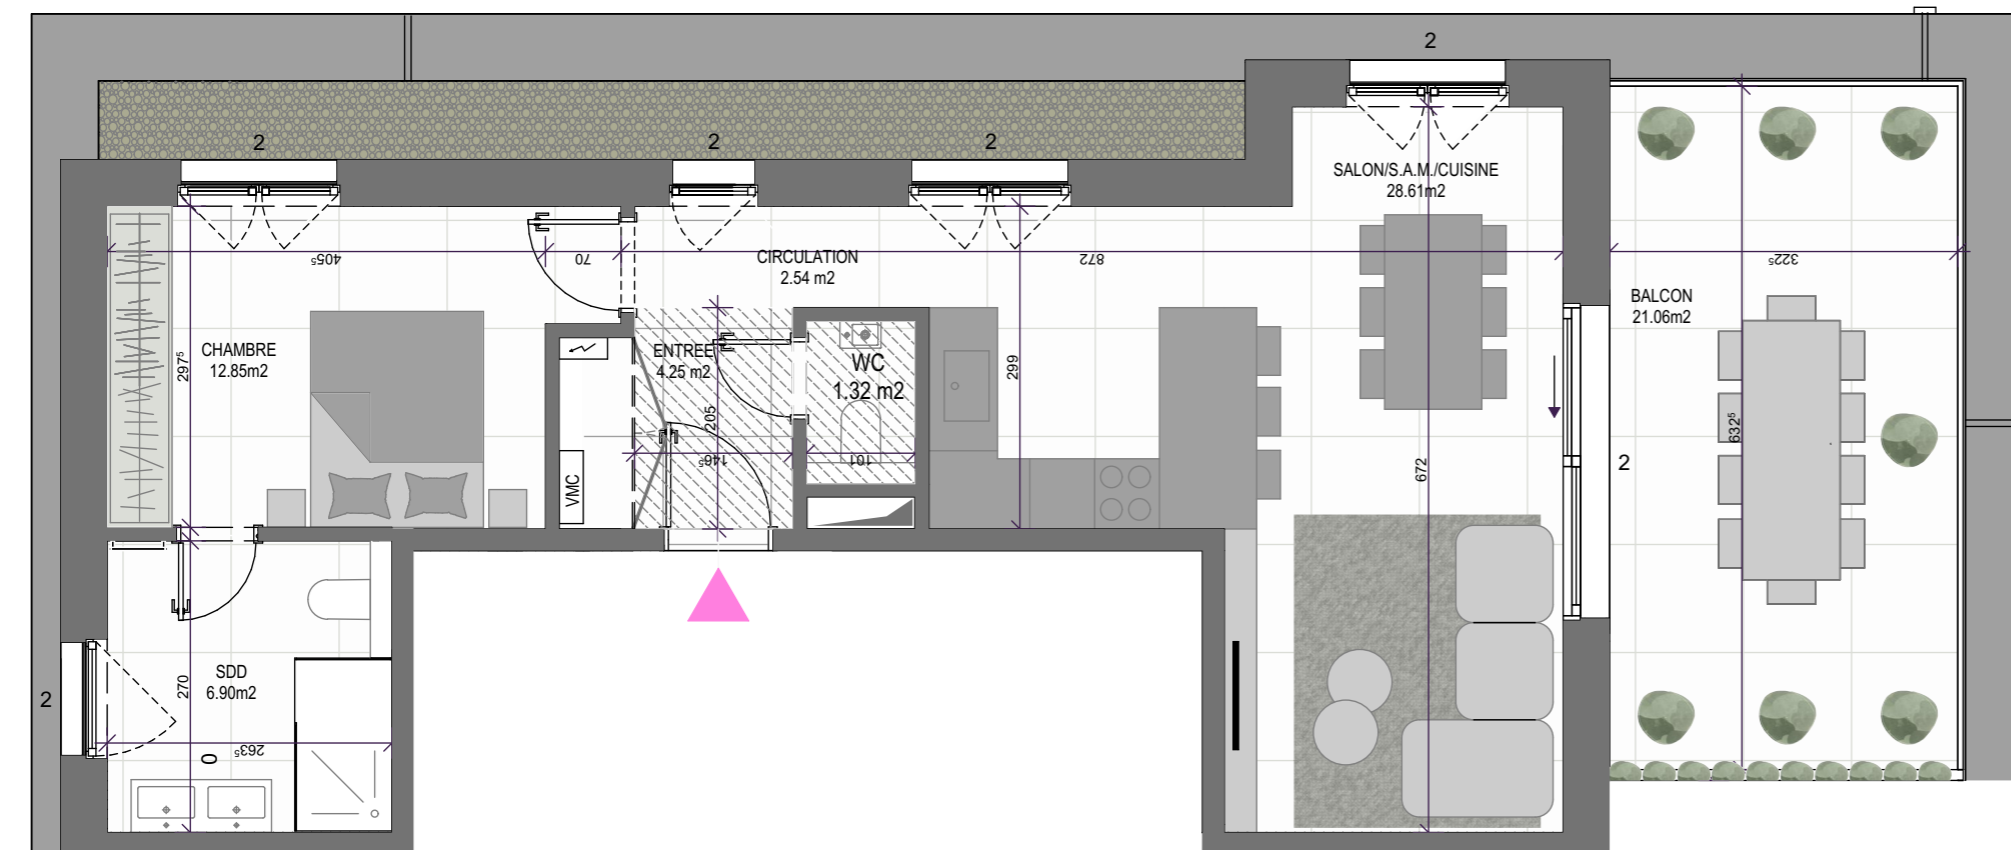 2
2
2
2
SALON/S.A.M./CUISINE
28.61m2
CIRCULATION
2.54 m2
405⁵
70
872
322⁵
BALCON
21.06m2
CHAMBRE
12.85m2
297⁵
ENTREE
4.25 m2
WC
1.32 m2
299
205
146⁵
101
VMC
672
632⁵
2
SDD
6.90m2
270
2
263⁵
0